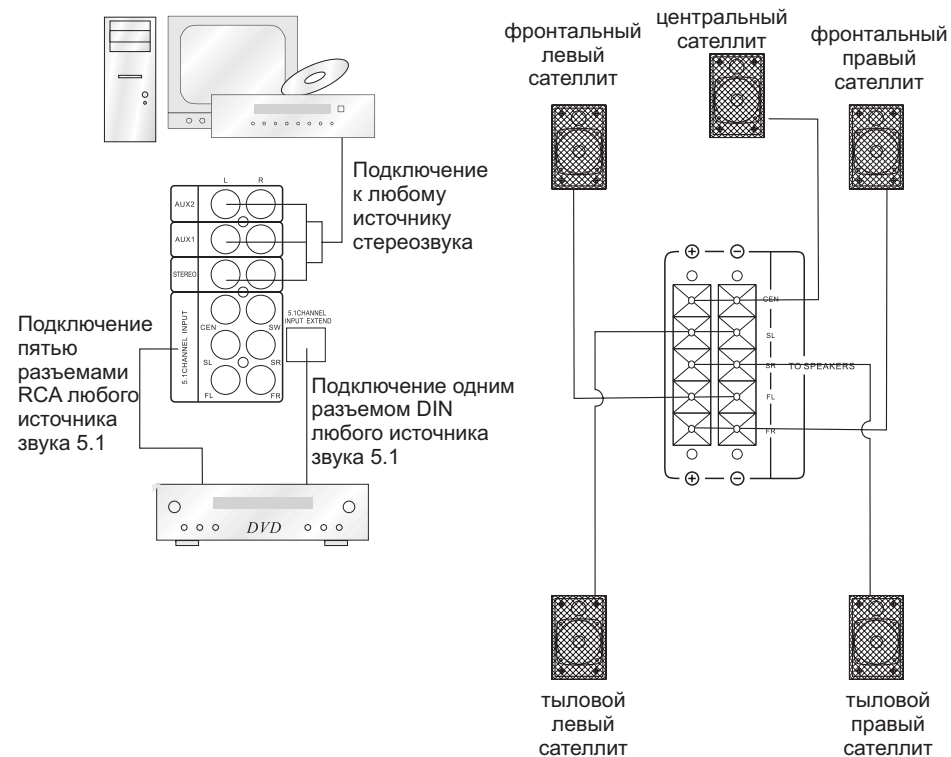 фронтальный
левый
сателлит
центральный
сателлит
фронтальный
правый
сателлит
Подключение
к любому
источнику
стереозвука
L R
AUX2
AUX1
STEREO
5.1CHANNEL INPUT
CEN SW
SL SR
FL FR
5.1CHANNEL
INPUT EXTEND
Подключение
пятью
разъемами
RCA любого
источника
звука 5.1
Подключение одним
разъемом DIN
любого источника
звука 5.1
DVD
+ −
CEN
SL
SR
TO SPEAKERS
FL
FR
+ −
тыловой
левый
сателлит
тыловой
правый
сателлит